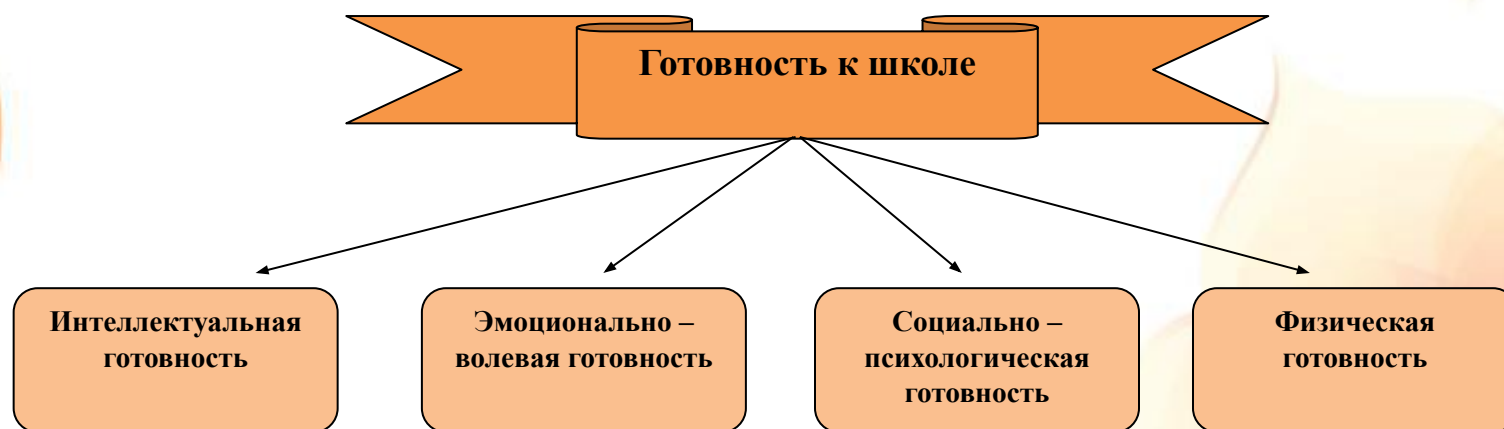 Готовность к школе
Интеллектуальная
готовность
Эмоционально –
волевая готовность
Социально –
психологическая
готовность
Физическая
готовность